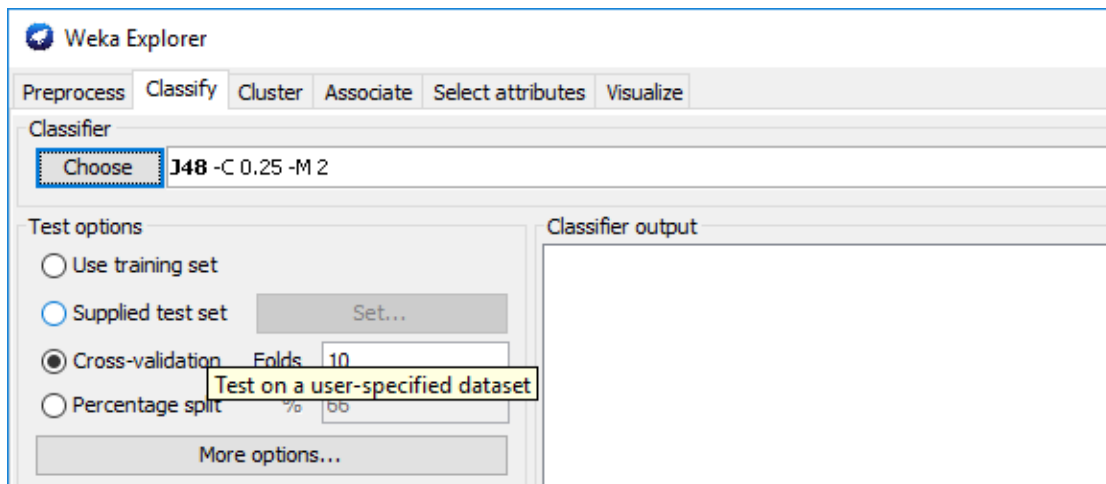 Weka Explorer
Preprocess Classify Cluster Associate Select attributes Visualize
Classifier
Choose J48 -C 0.25 -M 2
Test options
Classifier output
Use training set
Supplied test set Set...
Cross-validation Folds 10
Test on a user-specified dataset
Percentage split % 66
More options...